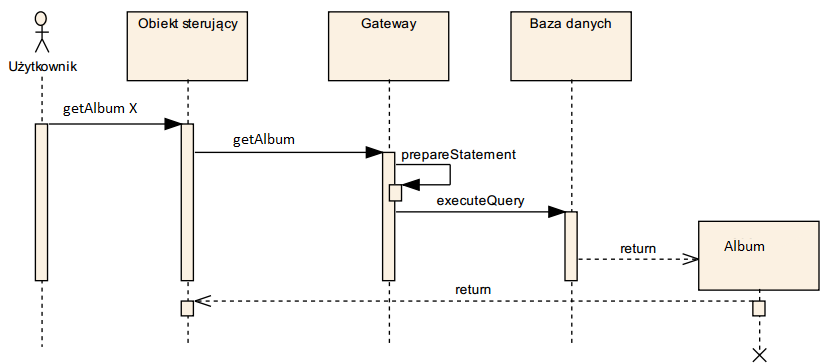 Obiekt sterujący
Gateway
Baza danych
Użytkownik
getAlbum X
getAlbum
prepareStatement
executeQuery
return
Album
return